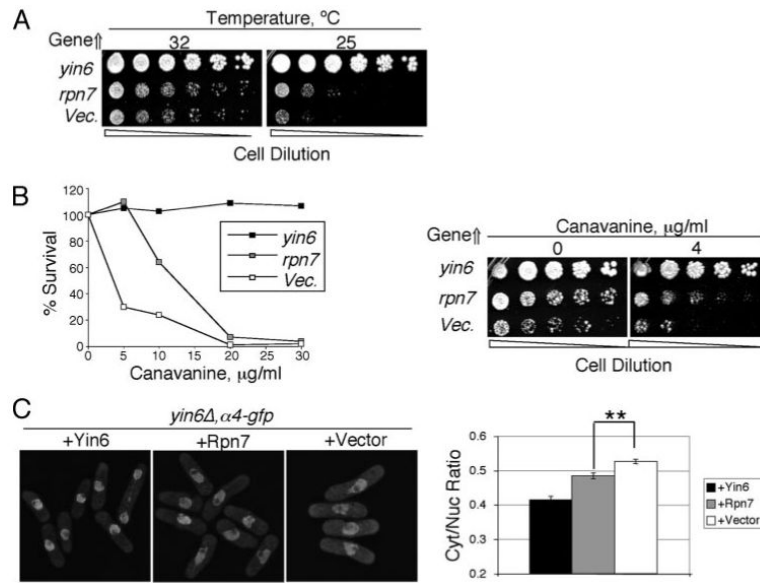 A
Temperature, ºC
Gene⇑ 32 25
yin6
rpn7
Vec.
Cell Dilution
B
120
100
80
60
40
20
0
% Survival
0 5 10 15 20 25 30
Canavanine, μg/ml
yin6
rpn7
Vec.
Canavanine, μg/ml
Gene⇑ 0 4
yin6
rpn7
Vec.
Cell Dilution
C
yin6Δ, α4-gfp
+Yin6 +Rpn7 +Vector
**
0.6
0.5
0.4
0.3
0.2
Cyt/Nuc Ratio
+Yin6
+Rpn7
+Vector